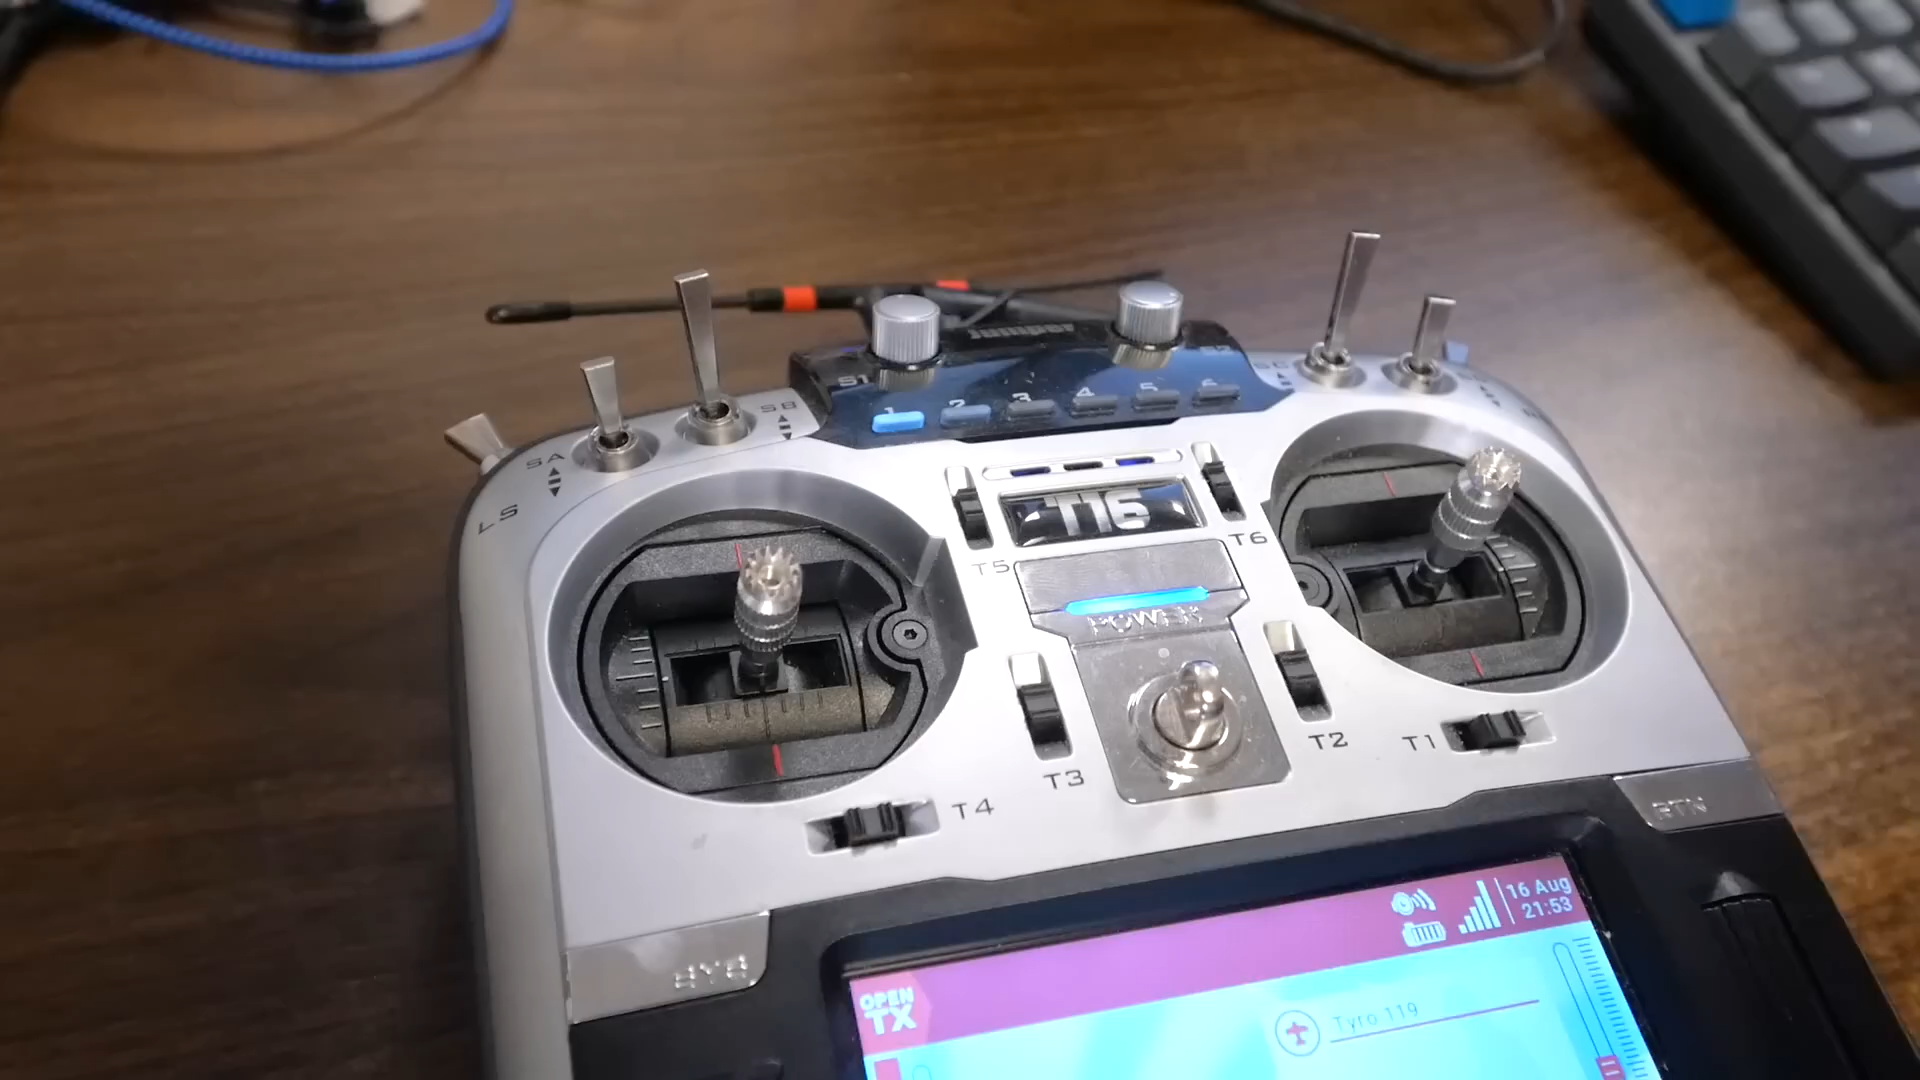 Jumper
S1
1 2 3 4 5 6
SB
SA
LS
T16
T5
T6
POWER
T2
T1
T3
T4
RTN
SYS
16 Aug
21:53
OPEN
TX
Tyro 119